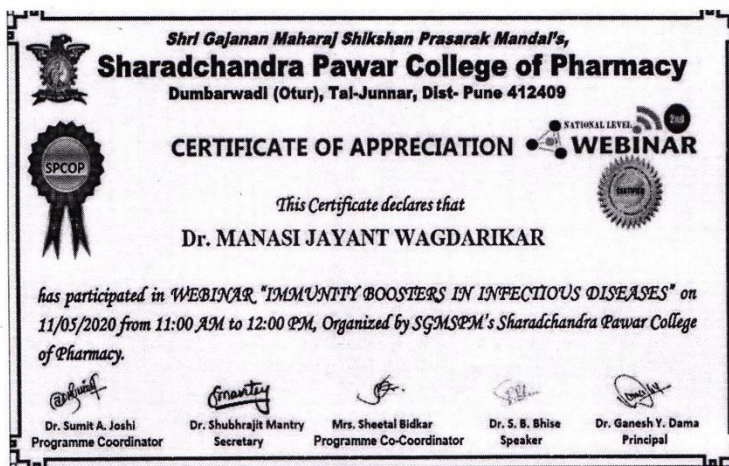 Shri Gajanan Maharaj Shikshan Prasarak Mandal's,
Sharadchandra Pawar College of Pharmacy
Dumbarwadi (Otur), Tal-Junnar, Dist- Pune 412409
NATIONAL LEVEL 2nd
CERTIFICATE OF APPRECIATION WEBINAR
SPCOP
CERTIFIED
This Certificate declares that
Dr. MANASI JAYANT WAGDARIKAR
has participated in WEBINAR "IMMUNITY BOOSTERS IN INFECTIOUS DISEASES" on
11/05/2020 from 11:00 AM to 12:00 PM, Organized by SGMSPM's Sharadchandra Pawar College
of Pharmacy.
Dr. Sumit A. Joshi Dr. Shubhrajit Mantry Mrs. Sheetal Bidkar Dr. S. B. Bhise Dr. Ganesh Y. Dama
Programme Coordinator Secretary Programme Co-Coordinator Speaker Principal